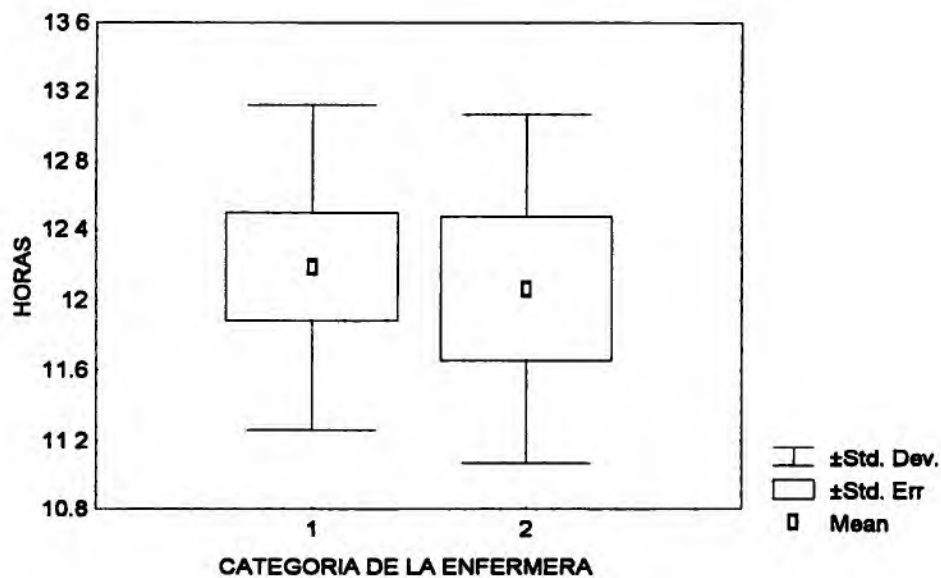 13 6
13 2
12 8
12 4
12
11.6
11 2
10.8
HORAS
1 2
CATEGORIA DE LA ENFERMERA
±Std. Dev.
±Std. Err
Mean